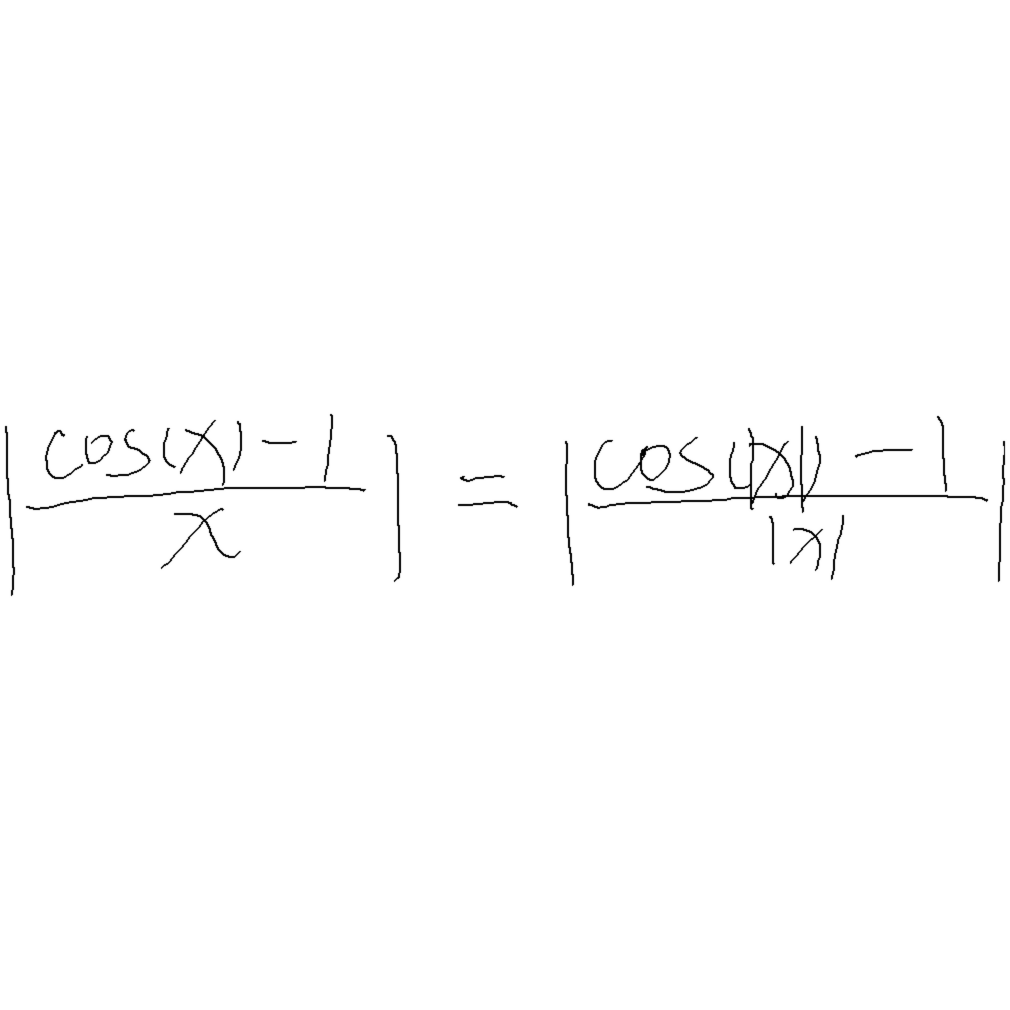 |(cos(x) - 1)/x| = |(cos(|x|) - 1)/|x||